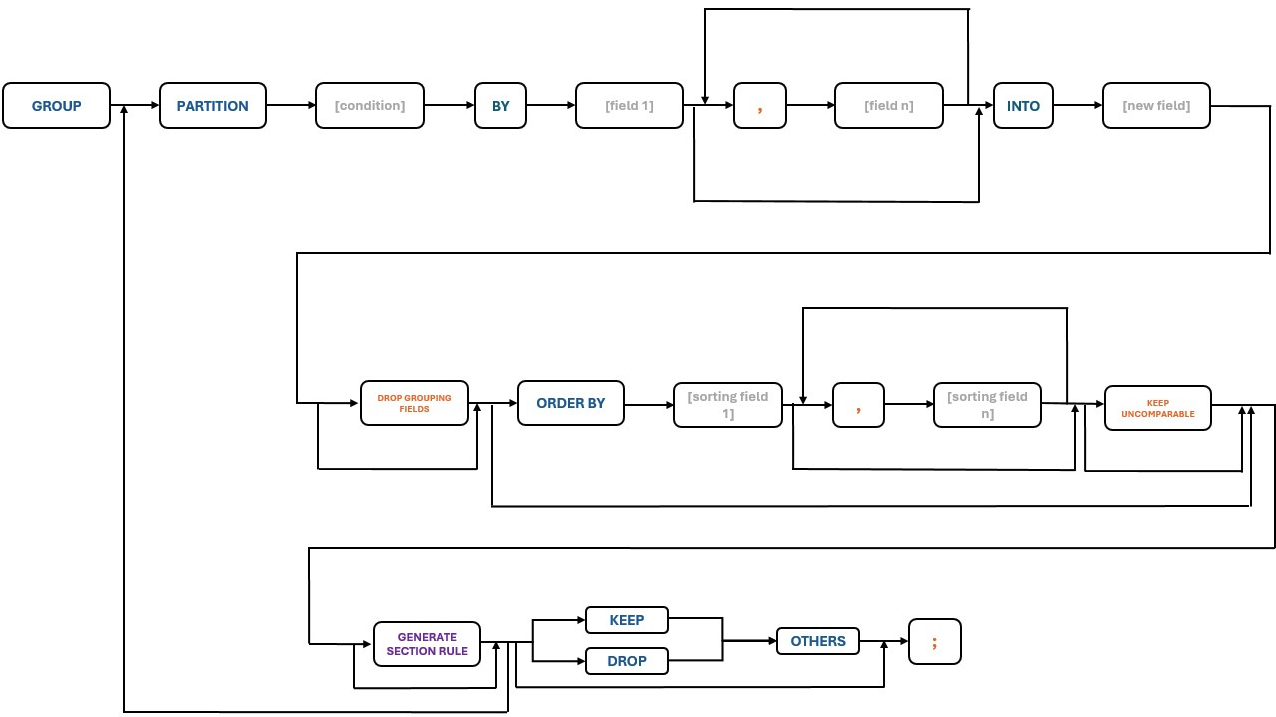 GROUP
PARTITION
[condition]
BY
[field 1]
,
[field n]
INTO
[new field]
DROP GROUPING
FIELDS
ORDER BY
[sorting field
1]
,
[sorting field
n]
KEEP
UNCOMPARABLE
GENERATE
SECTION RULE
KEEP
DROP
OTHERS
;